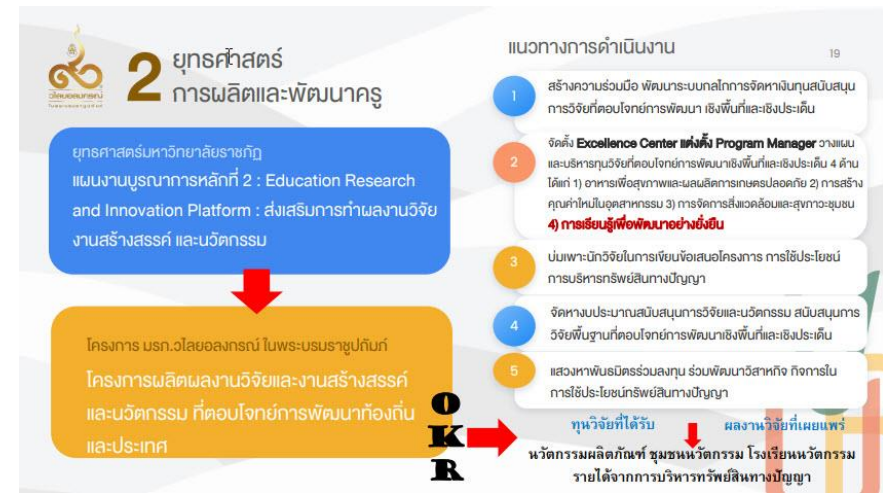 2
ยุทธศาสตร์
การผลิตและพัฒนาครู
วไลยอลงกรณ์
ยุทธศาสตร์มหาวิทยาลัยราชภัฏ
แผนงานบูรณาการหลักที่ 2 : Education Research
and Innovation Platform : ส่งเสริมการทำผลงานวิจัย
งานสร้างสรรค์ และนวัตกรรม
โครงการ มรภ.วไลยอลงกรณ์ ในพระบรมราชูปถัมภ์
โครงการผลิตผลงานวิจัยและงานสร้างสรรค์
และนวัตกรรม ที่ตอบโจทย์การพัฒนาท้องถิ่น
และประเทศ
O
K
R
แนวทางการดำเนินงาน
19
1
สร้างความร่วมมือ พัฒนาระบบกลไกการจัดหาเงินทุนสนับสนุน
การวิจัยที่ตอบโจทย์การพัฒนา เชิงพื้นที่และเชิงประเด็น
2
จัดตั้ง Excellence Center แต่งตั้ง Program Manager วางแผน
และบริหารทุนวิจัยที่ตอบโจทย์การพัฒนาเชิงพื้นที่และเชิงประเด็น 4 ด้าน
ได้แก่ 1) อาหารเพื่อสุขภาพและผลผลิตการเกษตรปลอดภัย 2) การสร้าง
คุณค่าใหม่ในอุตสาหกรรม 3) การจัดการสิ่งแวดล้อมและสุขภาวะชุมชน
4) การเรียนรู้เพื่อพัฒนาอย่างยั่งยืน
3
บ่มเพาะนักวิจัยในการเขียนข้อเสนอโครงการ การใช้ประโยชน์
การบริหารทรัพย์สินทางปัญญา
4
จัดหางบประมาณสนับสนุนการวิจัยและนวัตกรรม สนับสนุนการ
วิจัยพื้นฐานที่ตอบโจทย์การพัฒนาเชิงพื้นที่และเชิงประเด็น
5
แสวงหาพันธมิตรร่วมลงทุน ร่วมพัฒนาวิสาหกิจ กิจการใน
การใช้ประโยชน์ทรัพย์สินทางปัญญา
ทุนวิจัยที่ได้รับ
ผลงานวิจัยที่เผยแพร่
นวัตกรรมผลิตภัณฑ์ ชุมชนนวัตกรรม โรงเรียนนวัตกรรม
รายได้จากการบริหารทรัพย์สินทางปัญญา